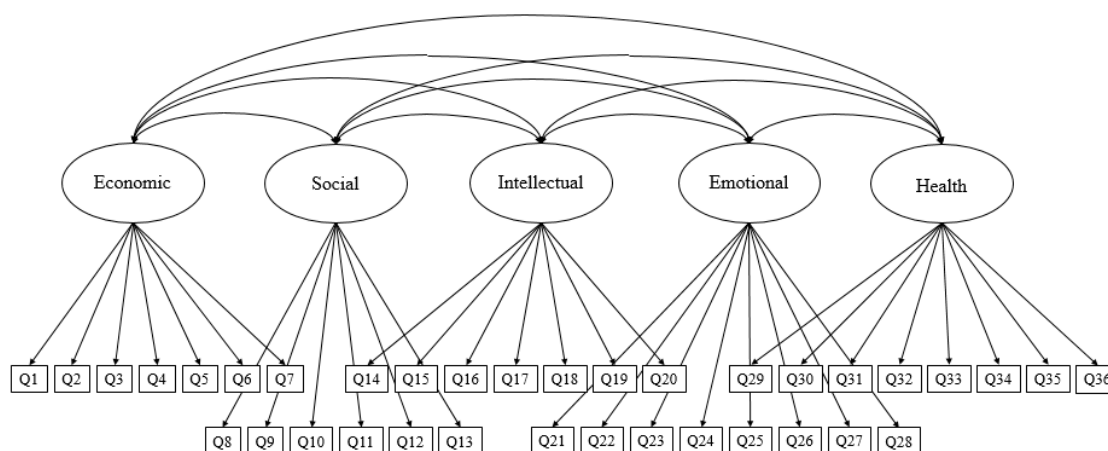 Economic Social Intellectual Emotional Health
Q1 Q2 Q3 Q4 Q5 Q6 Q7 Q14 Q15 Q16 Q17 Q18 Q19 Q20 Q29 Q30 Q31 Q32 Q33 Q34 Q35 Q36
Q8 Q9 Q10 Q11 Q12 Q13 Q21 Q22 Q23 Q24 Q25 Q26 Q27 Q28